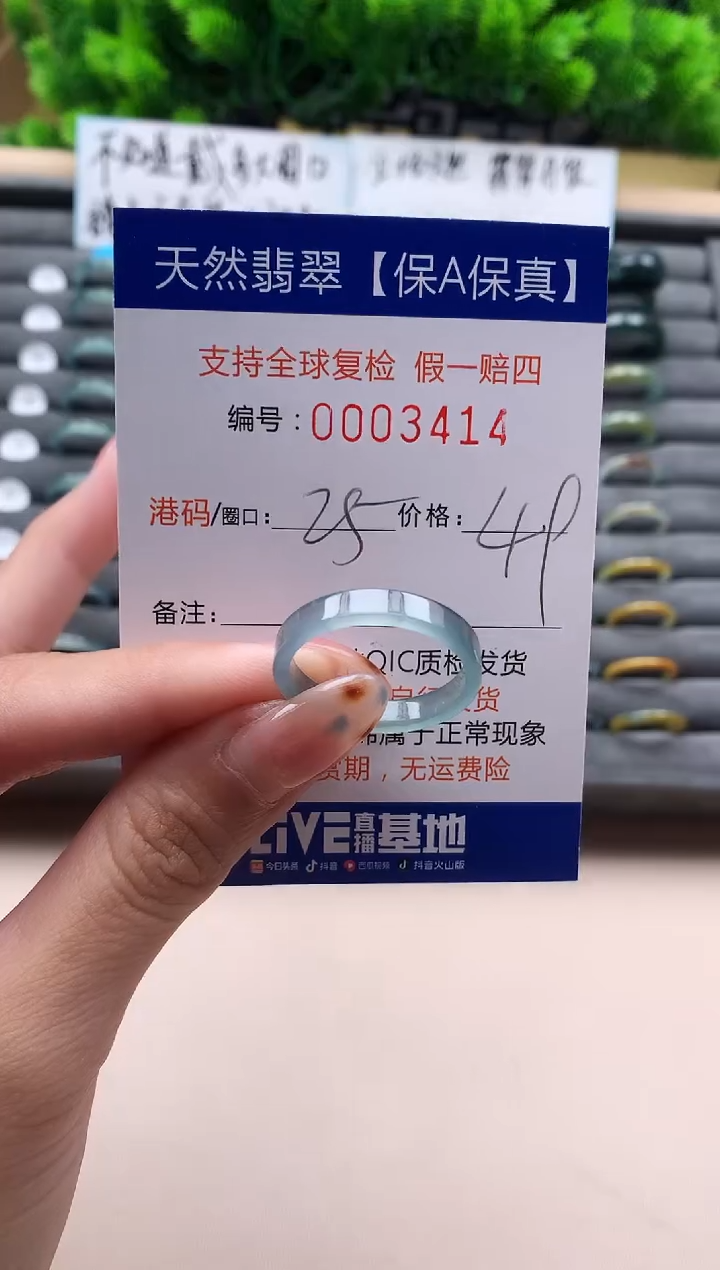 天然翡翠【保A保真】
支持全球复检 假一赔四
编号：0003414
港码/圈口：25 价格：49
备注：
QIC质检发货
属于正常现象
货期，无运费险
LIVE直播基地
今日头条 抖音 西瓜视频 抖音火山版